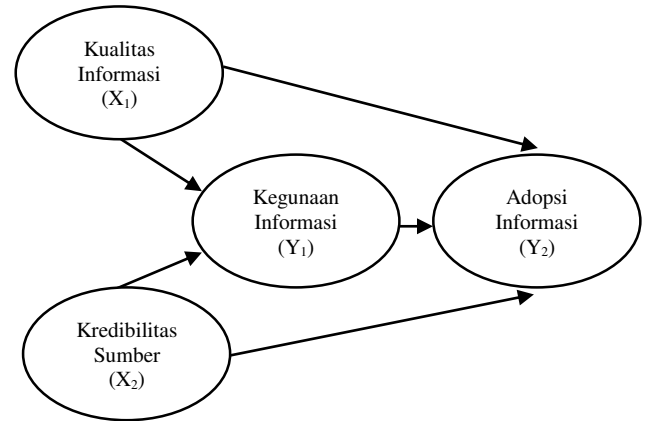 Kualitas
Informasi
(X₁)
Kegunaan
Informasi
(Y₁)
Adopsi
Informasi
(Y₂)
Kredibilitas
Sumber
(X₂)